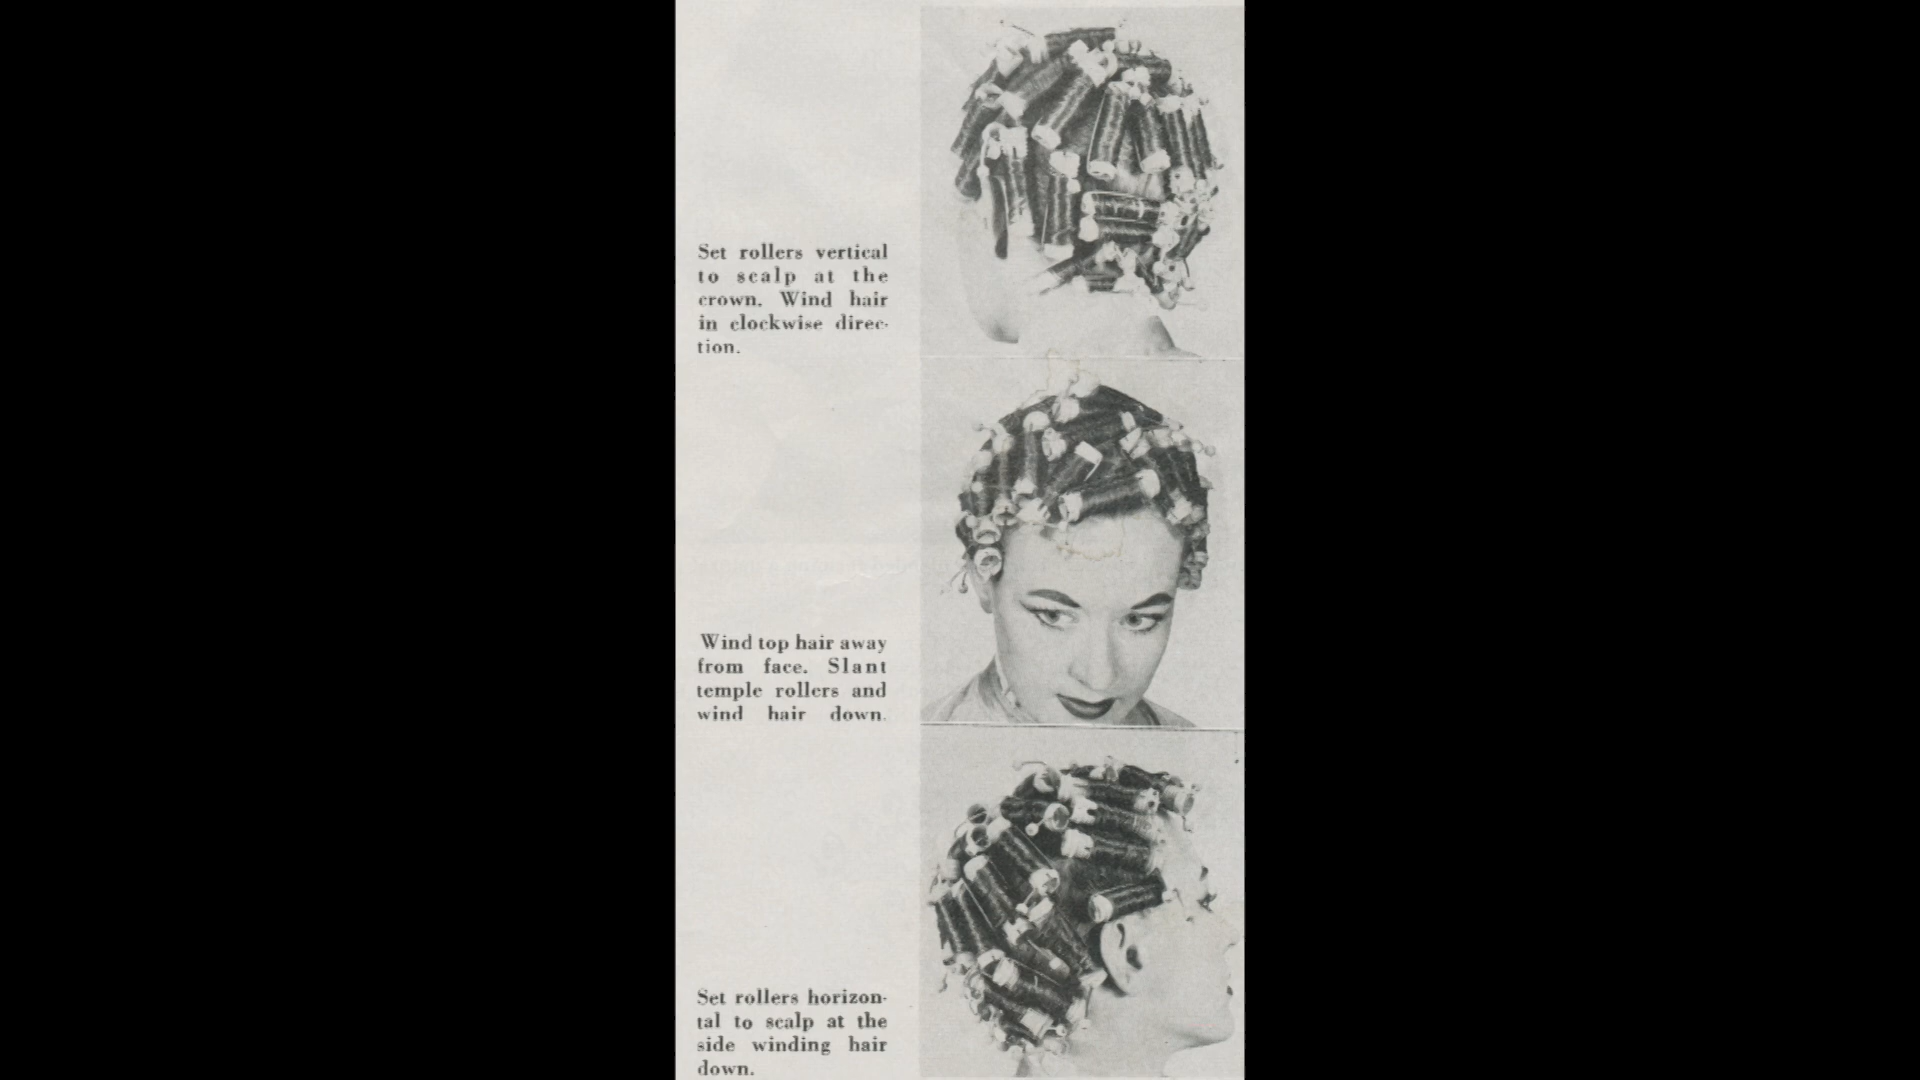 Set rollers vertical
to scalp at the
crown. Wind hair
in clockwise direc-
tion.
Wind top hair away
from face. Slant
temple rollers and
wind hair down.
Set rollers horizon-
tal to scalp at the
side winding hair
down.